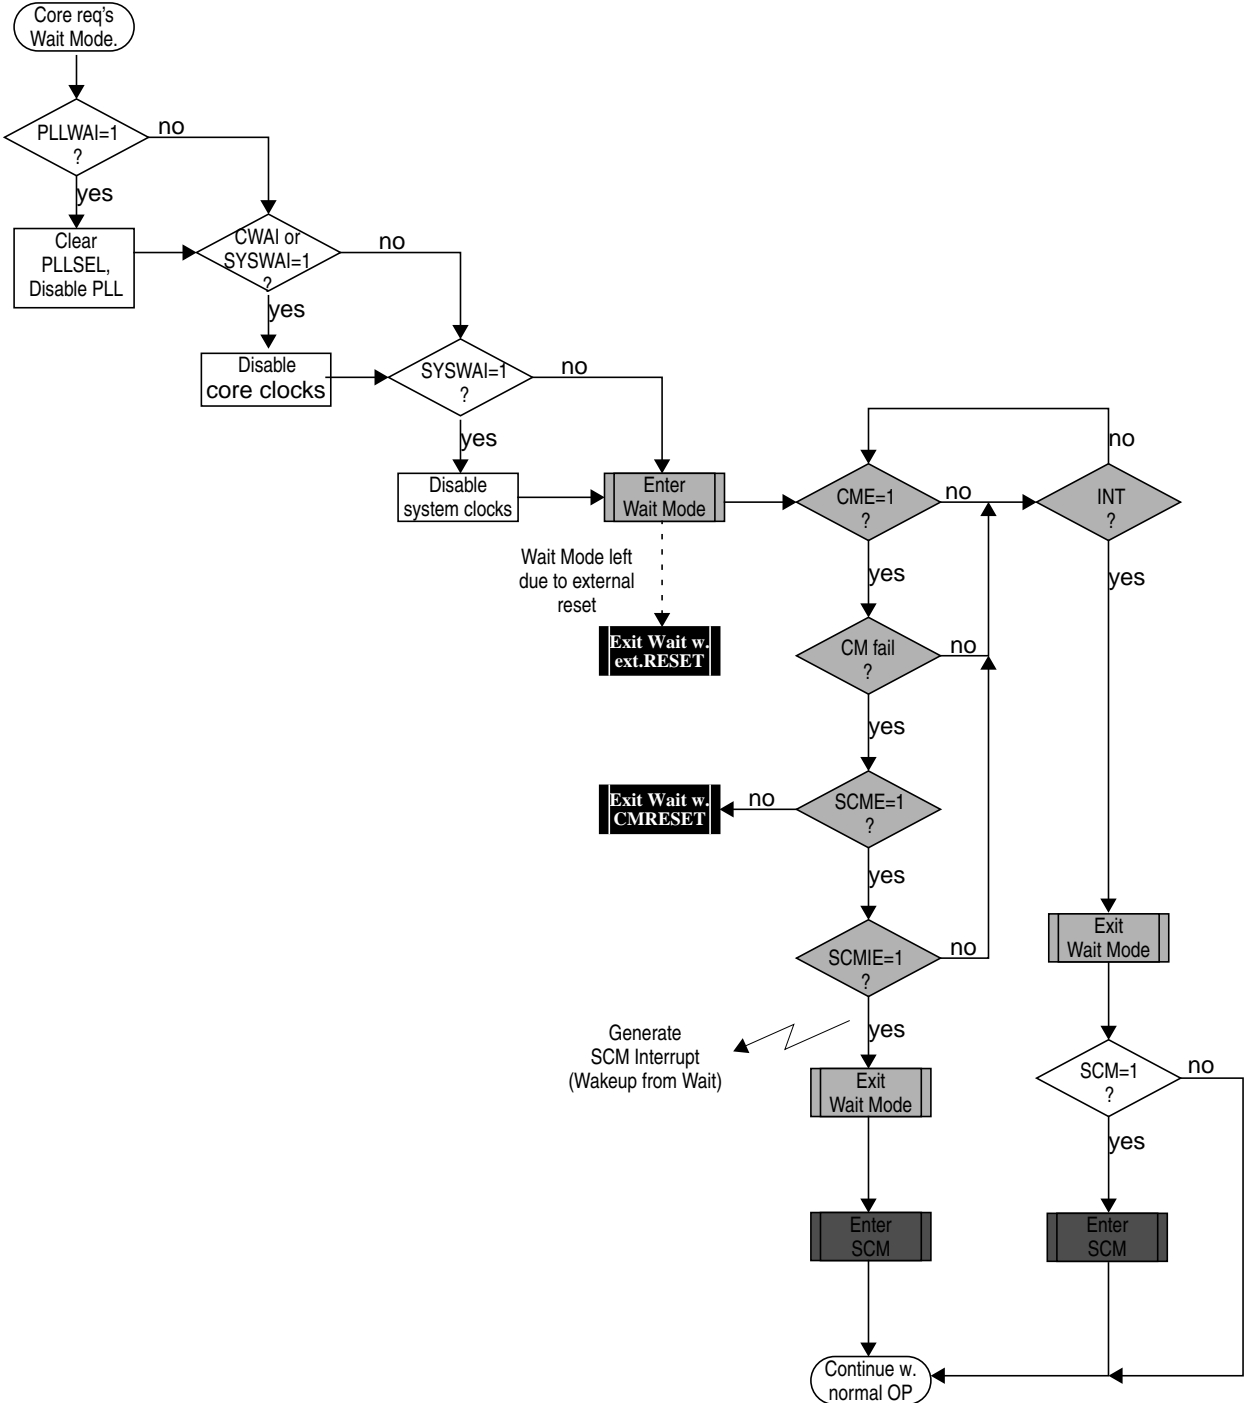 Core req's
Wait Mode.
PLLWAI=1
?
no
yes
Clear
PLLSEL,
Disable PLL
CWAI or
SYSWAI=1
?
no
yes
Disable
core clocks
SYSWAI=1
?
no
yes
Disable
system clocks
Enter
Wait Mode
Wait Mode left
due to external
reset
Exit Wait w.
ext.RESET
CME=1
?
no
yes
INT
?
no
yes
CM fail
?
no
yes
SCME=1
?
no
yes
Exit Wait w.
CMRESET
SCMIE=1
?
no
yes
Generate
SCM Interrupt
(Wakeup from Wait)
Exit
Wait Mode
Enter
SCM
Exit
Wait Mode
SCM=1
?
no
yes
Enter
SCM
Continue w.
normal OP